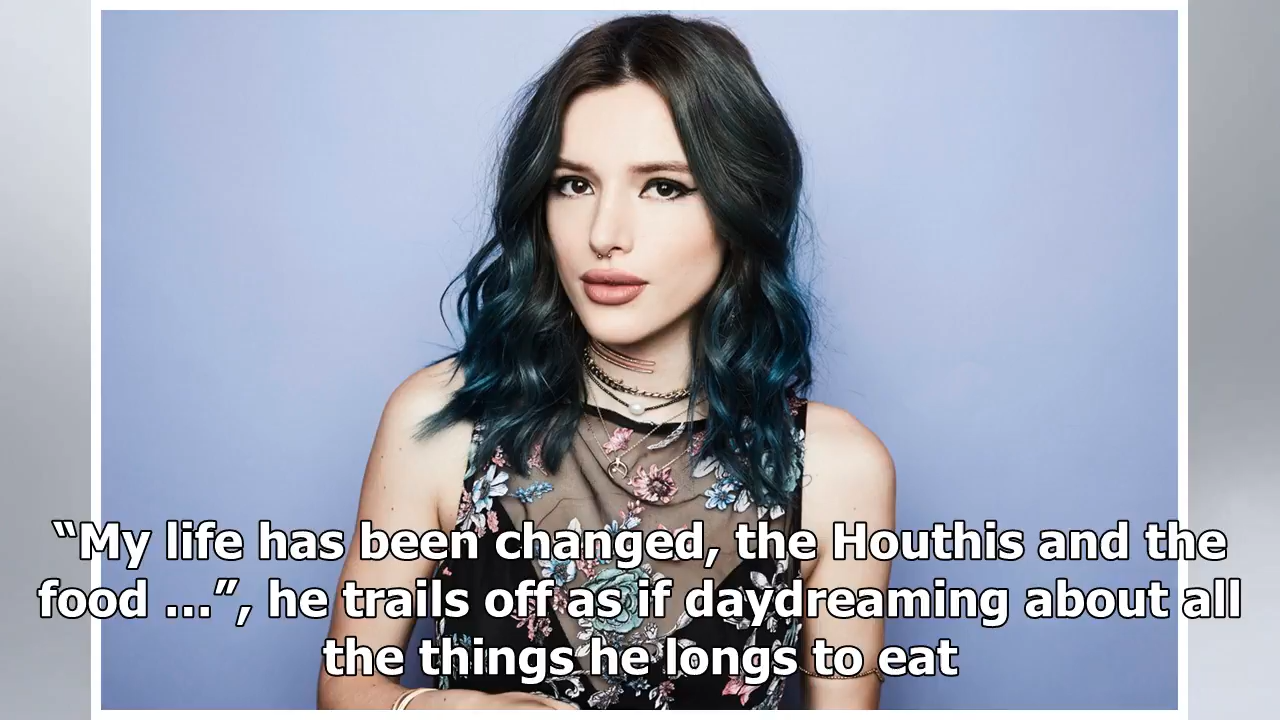 “My life has been changed, the Houthis and the
food ...”, he trails off as if daydreaming about all
the things he longs to eat